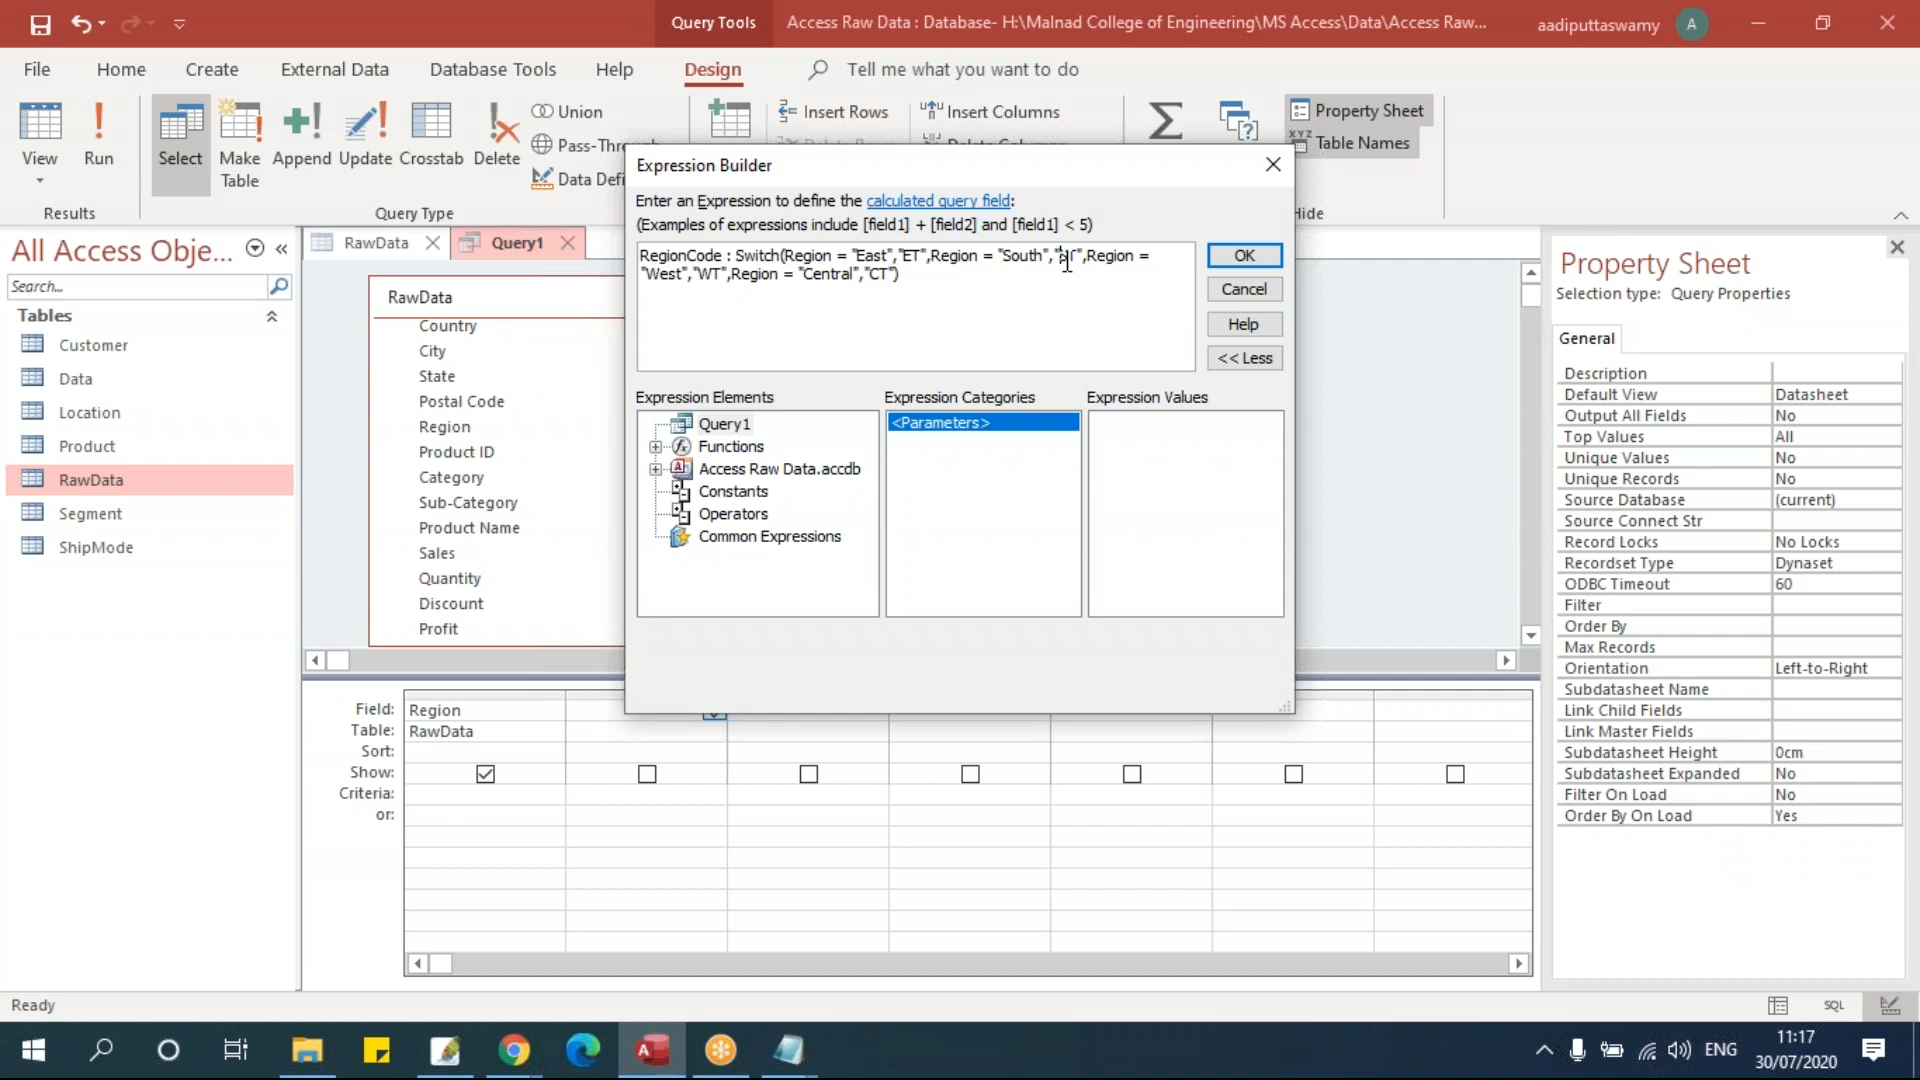 Query Tools
Access Raw Data : Database- H:\Malnad College of Engineering\MS Access\Data\Access Raw...
aadiputtaswamy
A
File
Home
Create
External Data
Database Tools
Help
Design
Tell me what you want to do
View
Run
Select
Make Table
Append
Update
Crosstab
Delete
Union
Data Defi
Insert Rows
Insert Columns
Property Sheet
Table Names
Results
Query Type
Hide
All Access Obje...
Search...
Tables
Customer
Data
Location
Product
RawData
Segment
ShipMode
RawData
Query1
RawData
Country
City
State
Postal Code
Region
Product ID
Category
Sub-Category
Product Name
Sales
Quantity
Discount
Profit
Expression Builder
Enter an Expression to define the calculated query field:
(Examples of expressions include [field1] + [field2] and [field1] < 5)
RegionCode : Switch(Region = "East","ET",Region = "South",Region =
"West","WT",Region = "Central","CT")
OK
Cancel
Help
<< Less
Expression Elements
Expression Categories
Expression Values
Query1
Functions
Access Raw Data.accdb
Constants
Operators
Common Expressions
<Parameters>
Field: Region
Table: RawData
Sort:
Show:
Criteria:
or:
Property Sheet
Selection type: Query Properties
General
Description
Default View Datasheet
Output All Fields No
Top Values All
Unique Values No
Unique Records No
Source Database (current)
Source Connect Str
Record Locks No Locks
Recordset Type Dynaset
ODBC Timeout 60
Filter
Order By
Max Records
Orientation Left-to-Right
Subdatasheet Name
Link Child Fields
Link Master Fields
Subdatasheet Height 0cm
Subdatasheet Expanded No
Filter On Load No
Order By On Load Yes
Ready
SQL
ENG
11:17
30/07/2020